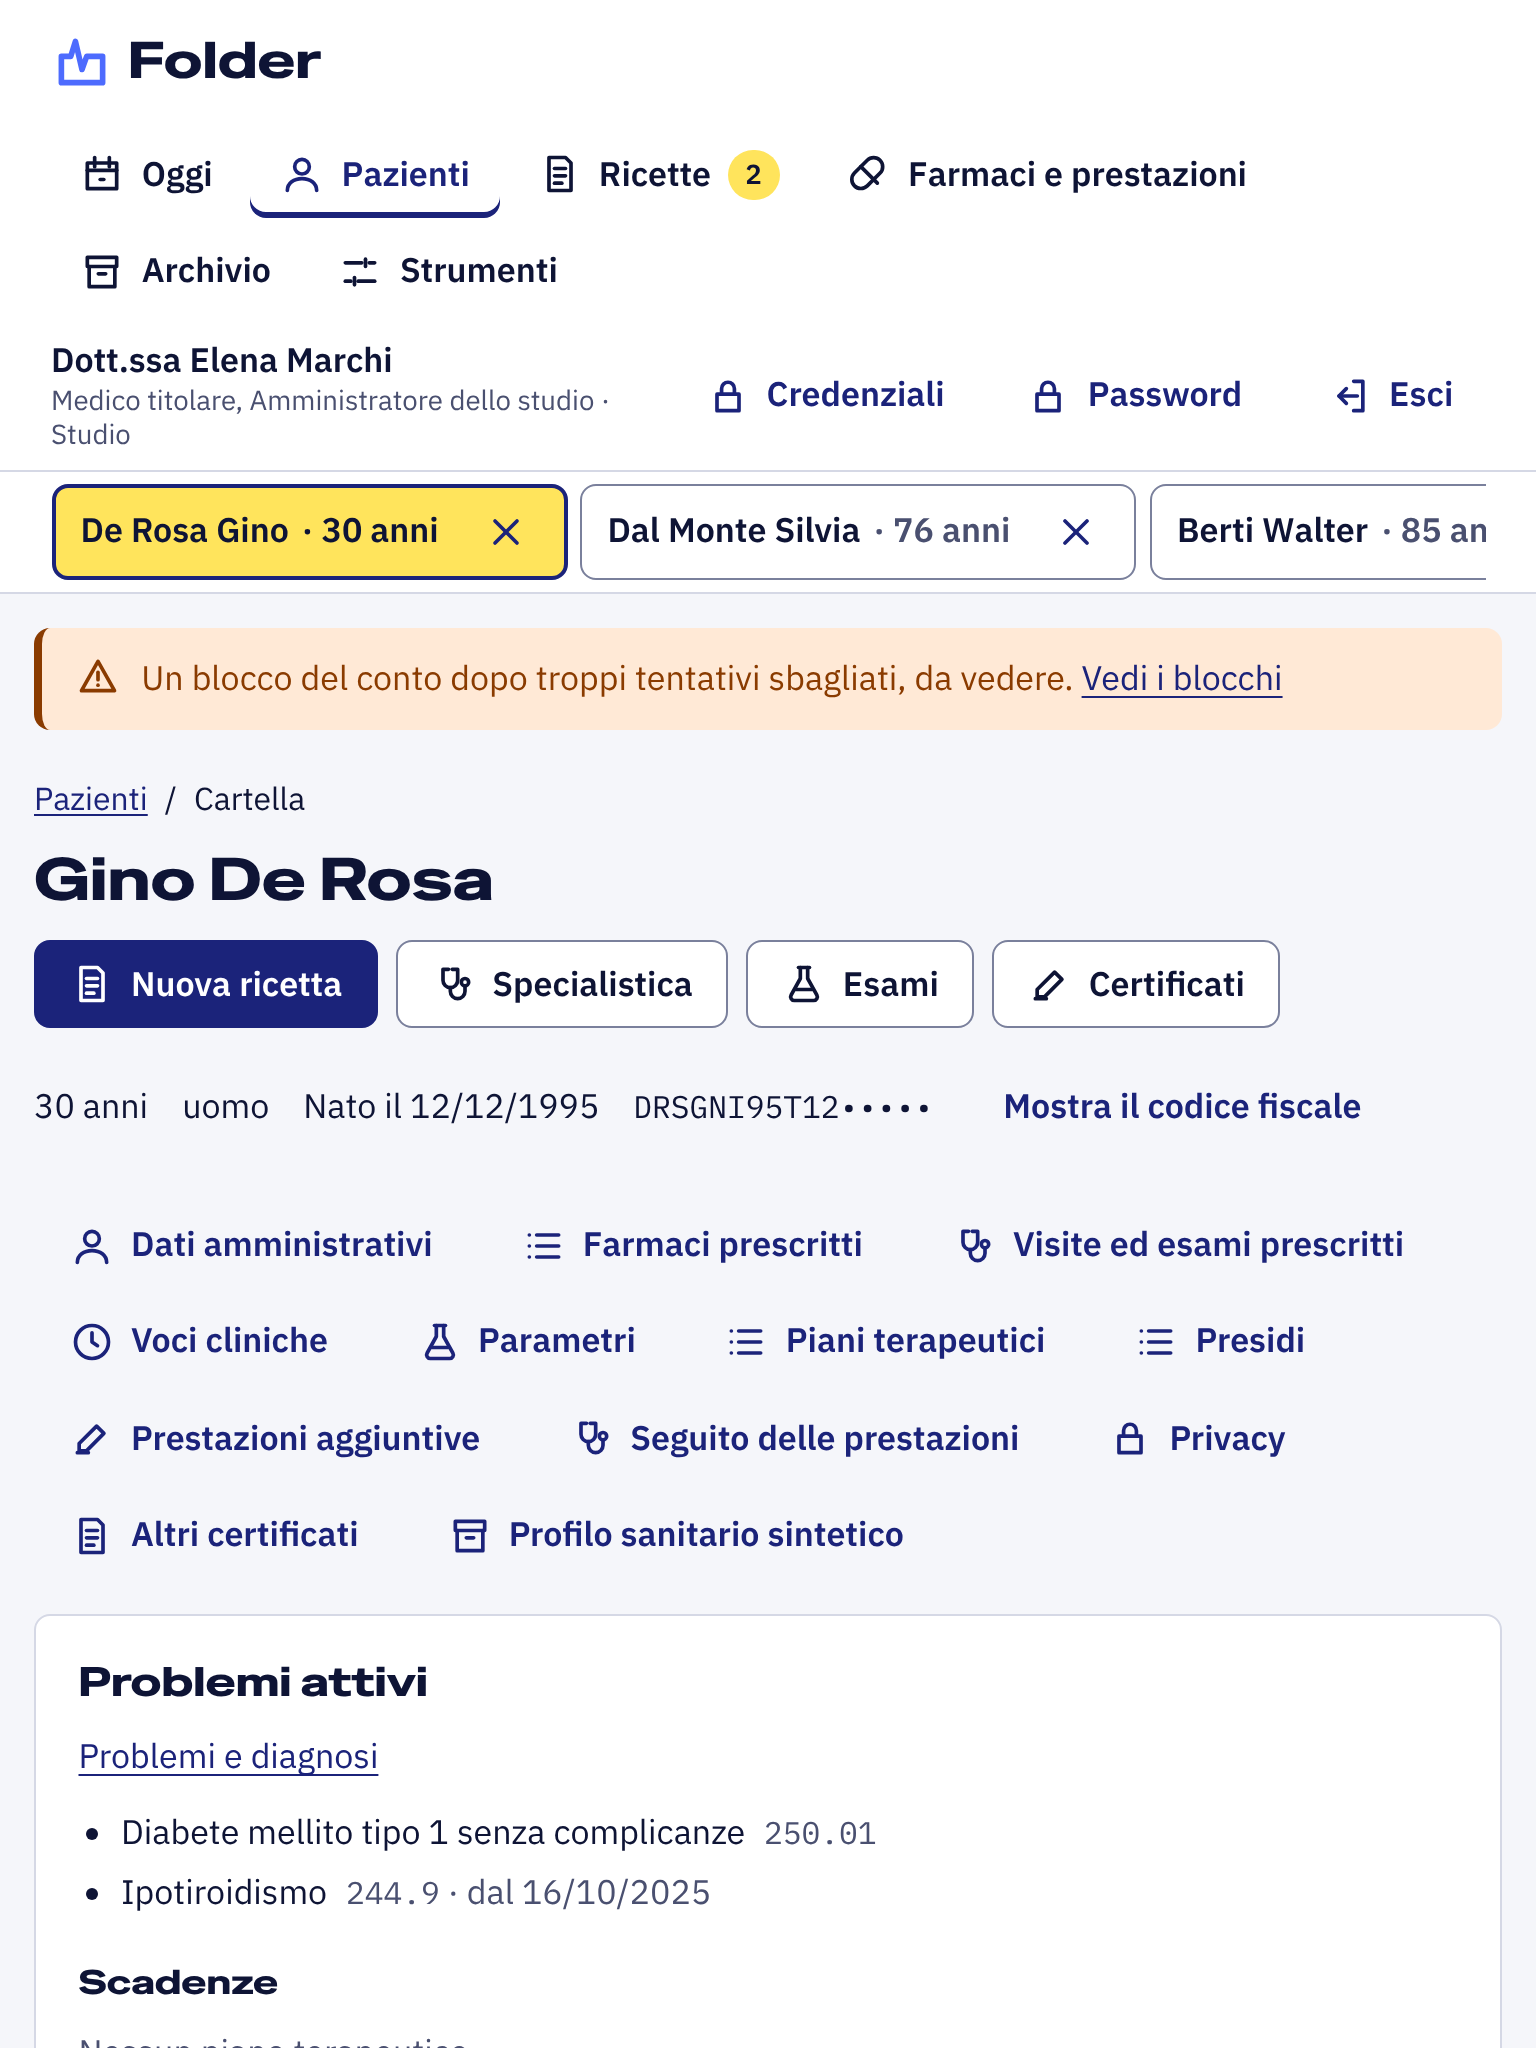 Folder
Oggi Pazienti Ricette 2 Farmaci e prestazioni
Archivio Strumenti
Dott.ssa Elena Marchi
Medico titolare, Amministratore dello studio ·
Studio
Credenziali Password Esci
De Rosa Gino · 30 anni Dal Monte Silvia · 76 anni Berti Walter · 85 an
Un blocco del conto dopo troppi tentativi sbagliati, da vedere. Vedi i blocchi
Pazienti / Cartella
Gino De Rosa
Nuova ricetta Specialistica Esami Certificati
30 anni uomo Nato il 12/12/1995 DRSGNI95T12••••• Mostra il codice fiscale
Dati amministrativi Farmaci prescritti Visite ed esami prescritti
Voci cliniche Parametri Piani terapeutici Presidi
Prestazioni aggiuntive Seguito delle prestazioni Privacy
Altri certificati Profilo sanitario sintetico
Problemi attivi
Problemi e diagnosi
• Diabete mellito tipo 1 senza complicanze 250.01
• Ipotiroidismo 244.9 · dal 16/10/2025
Scadenze
Nessun piano terapeutico